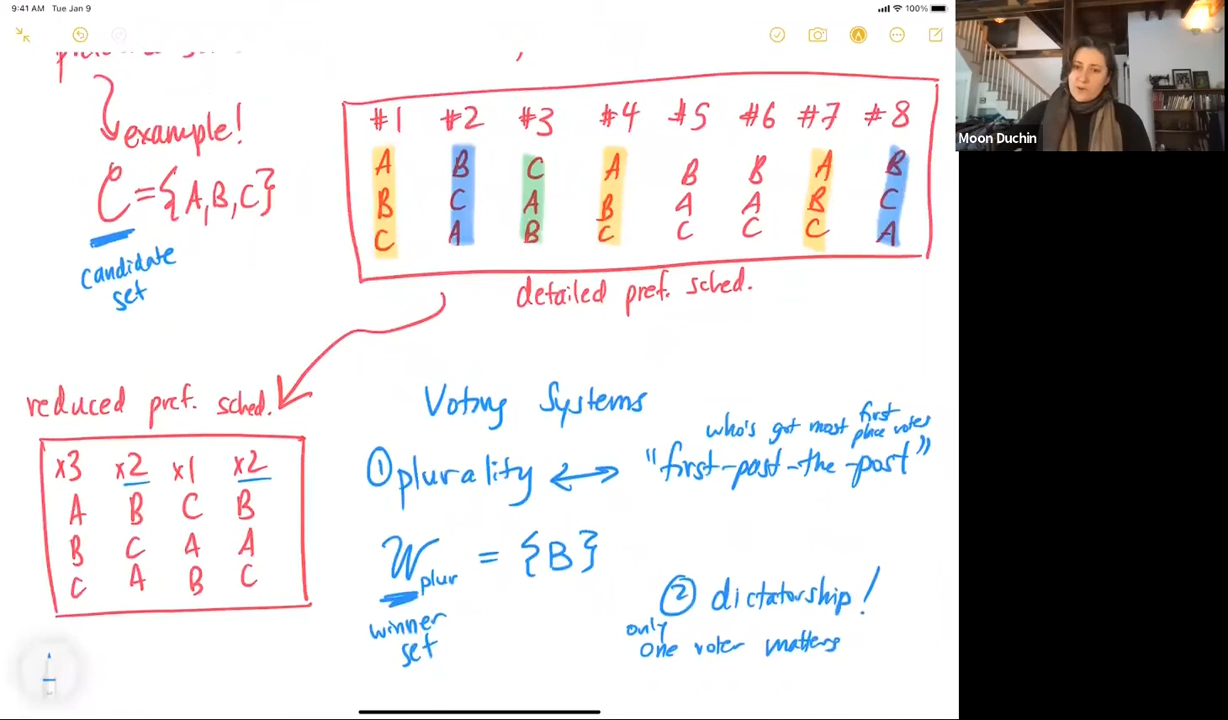 9:41 AM Tue Jan 9
100%
Moon Duchin
example!
C = {A, B, C}
candidate
set
#1 #2 #3 #4 #5 #6 #7 #8
A B C A B B A B
B C A B A A B C
C A B C C C C A
detailed pref. sched.
reduced pref. sched.
x3 x2 x1 x2
A B C B
B C A A
C A B C
Voting Systems
① plurality ↔ "first-past-the-post"
who's got most first
place votes
W plur = {B}
winner
set
② dictatorship!
only
one voter matters